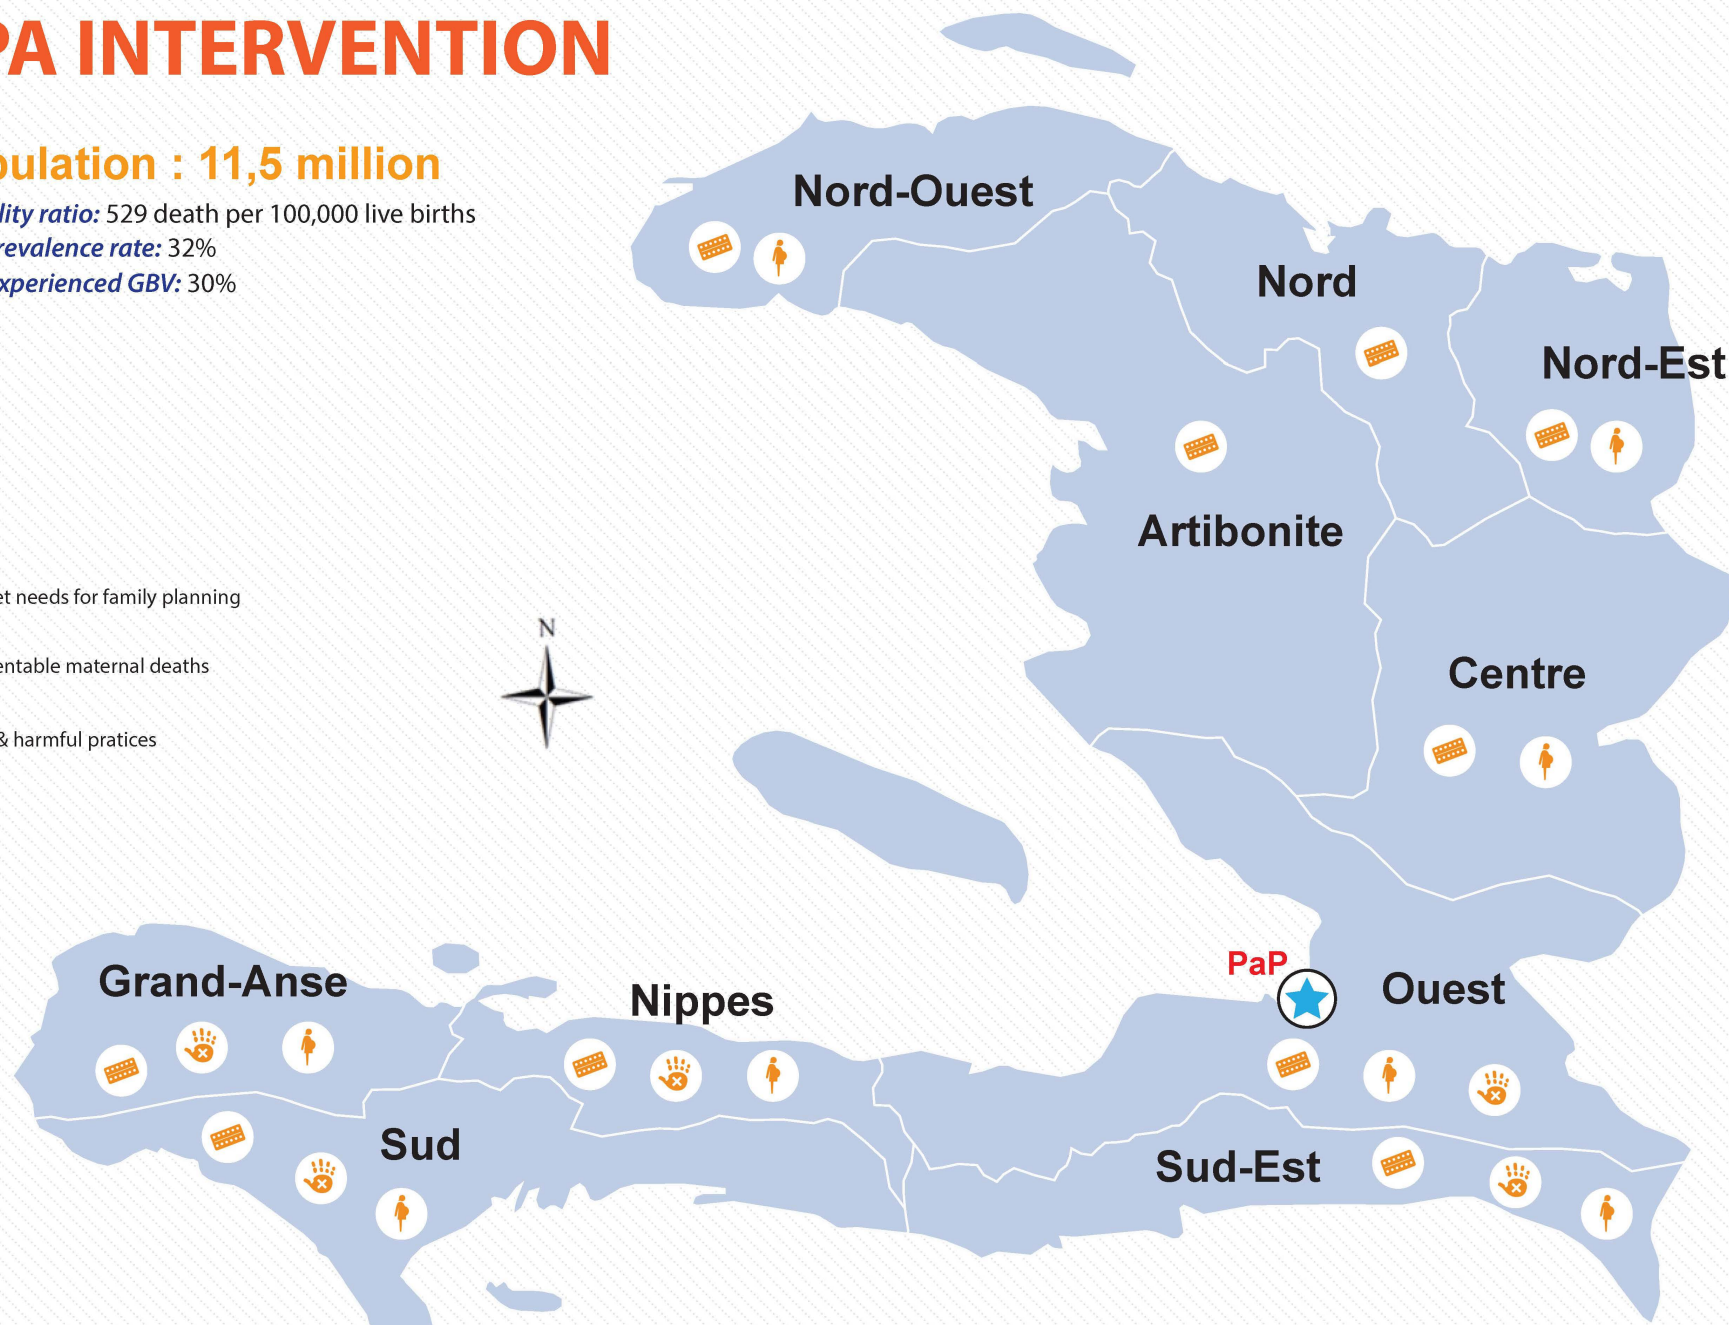 PA INTERVENTION
pulation : 11,5 million
lity ratio: 529 death per 100,000 live births
revalence rate: 32%
xperienced GBV: 30%
et needs for family planning
entable maternal deaths
& harmful pratices
N
Nord-Ouest
Nord
Nord-Est
Artibonite
Centre
PaP
Ouest
Grand-Anse
Nippes
Sud
Sud-Est